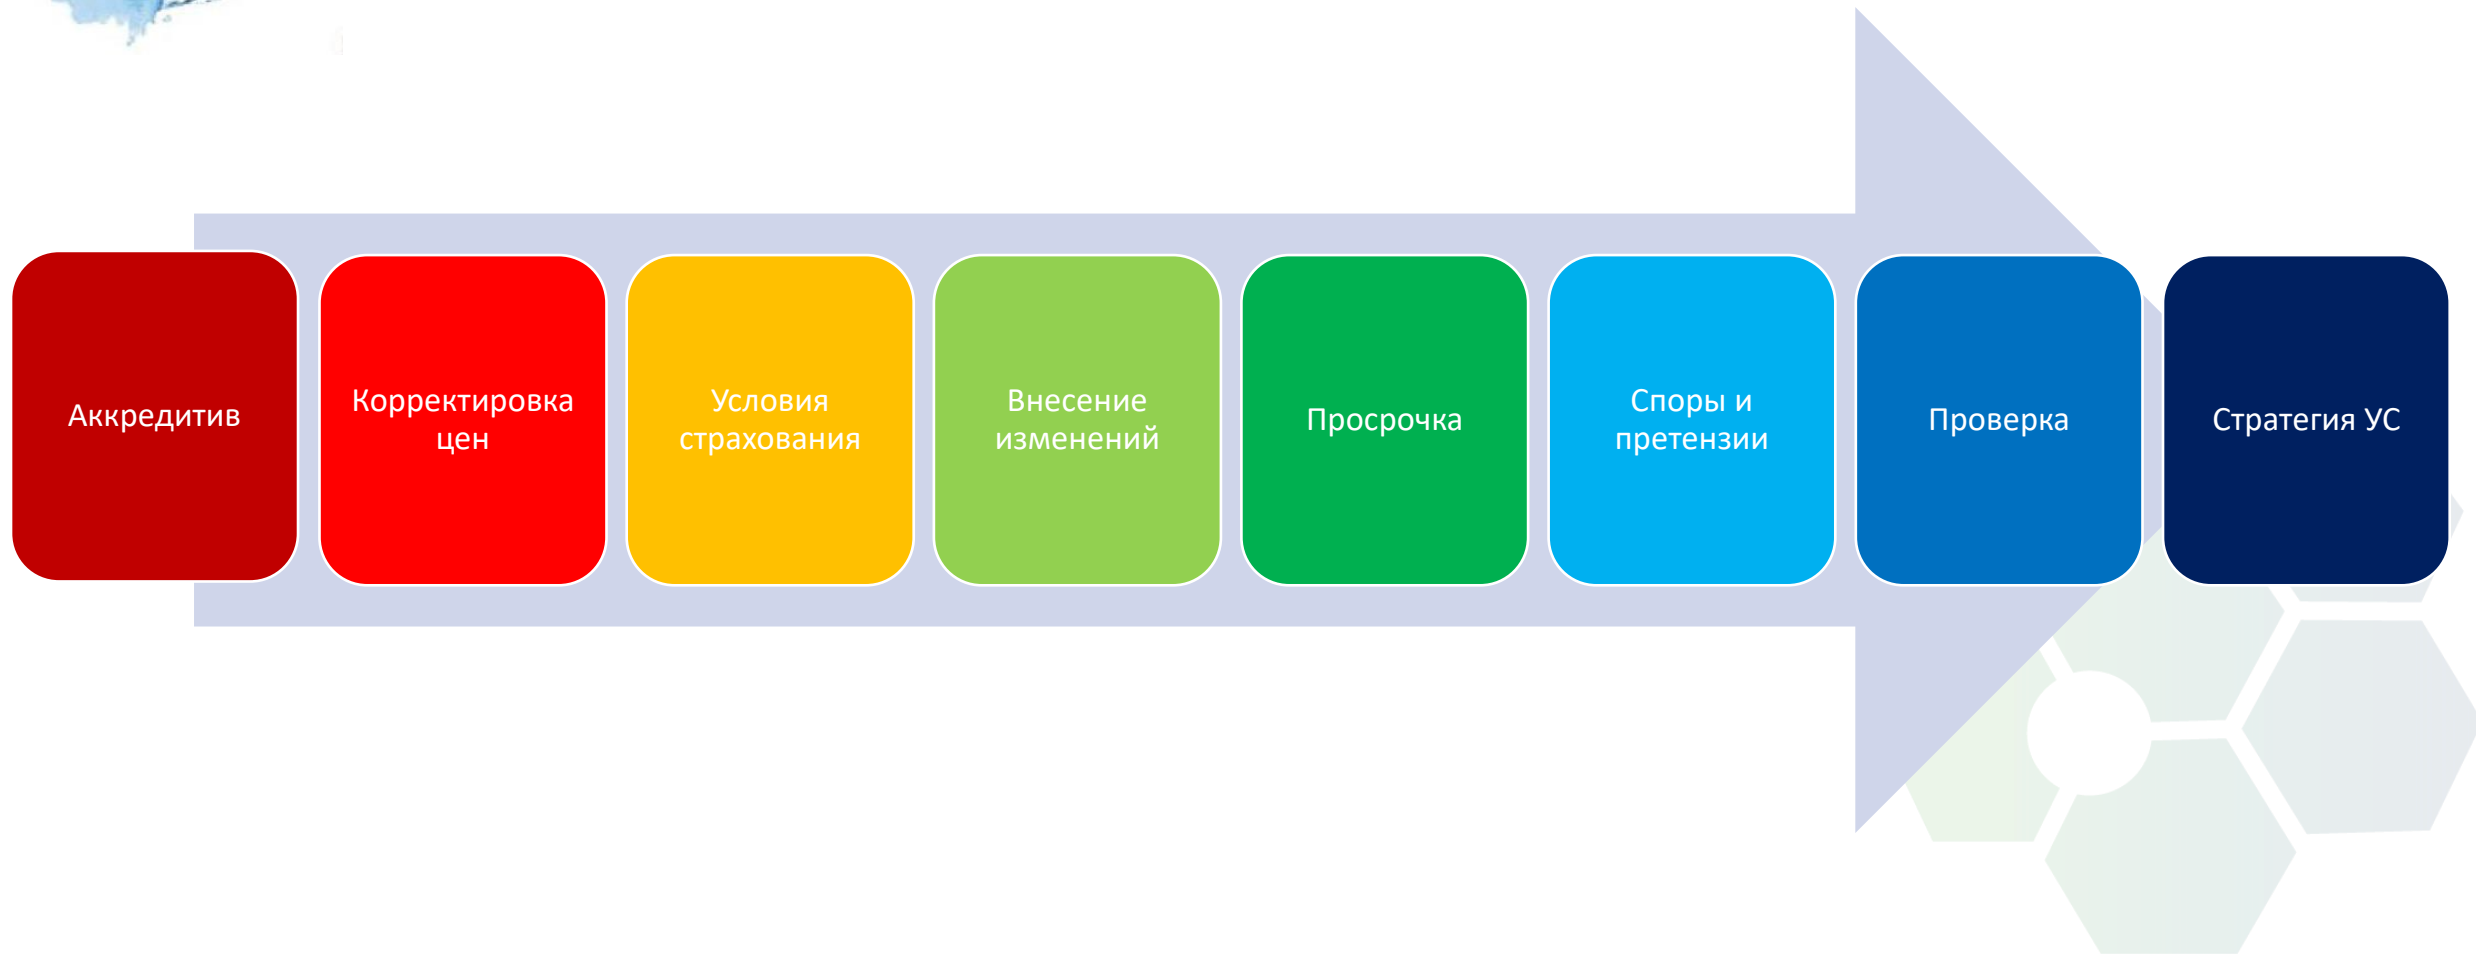 Аккредитив
Корректировка
цен
Условия
страхования
Внесение
изменений
Просрочка
Споры и
претензии
Проверка
Стратегия УС